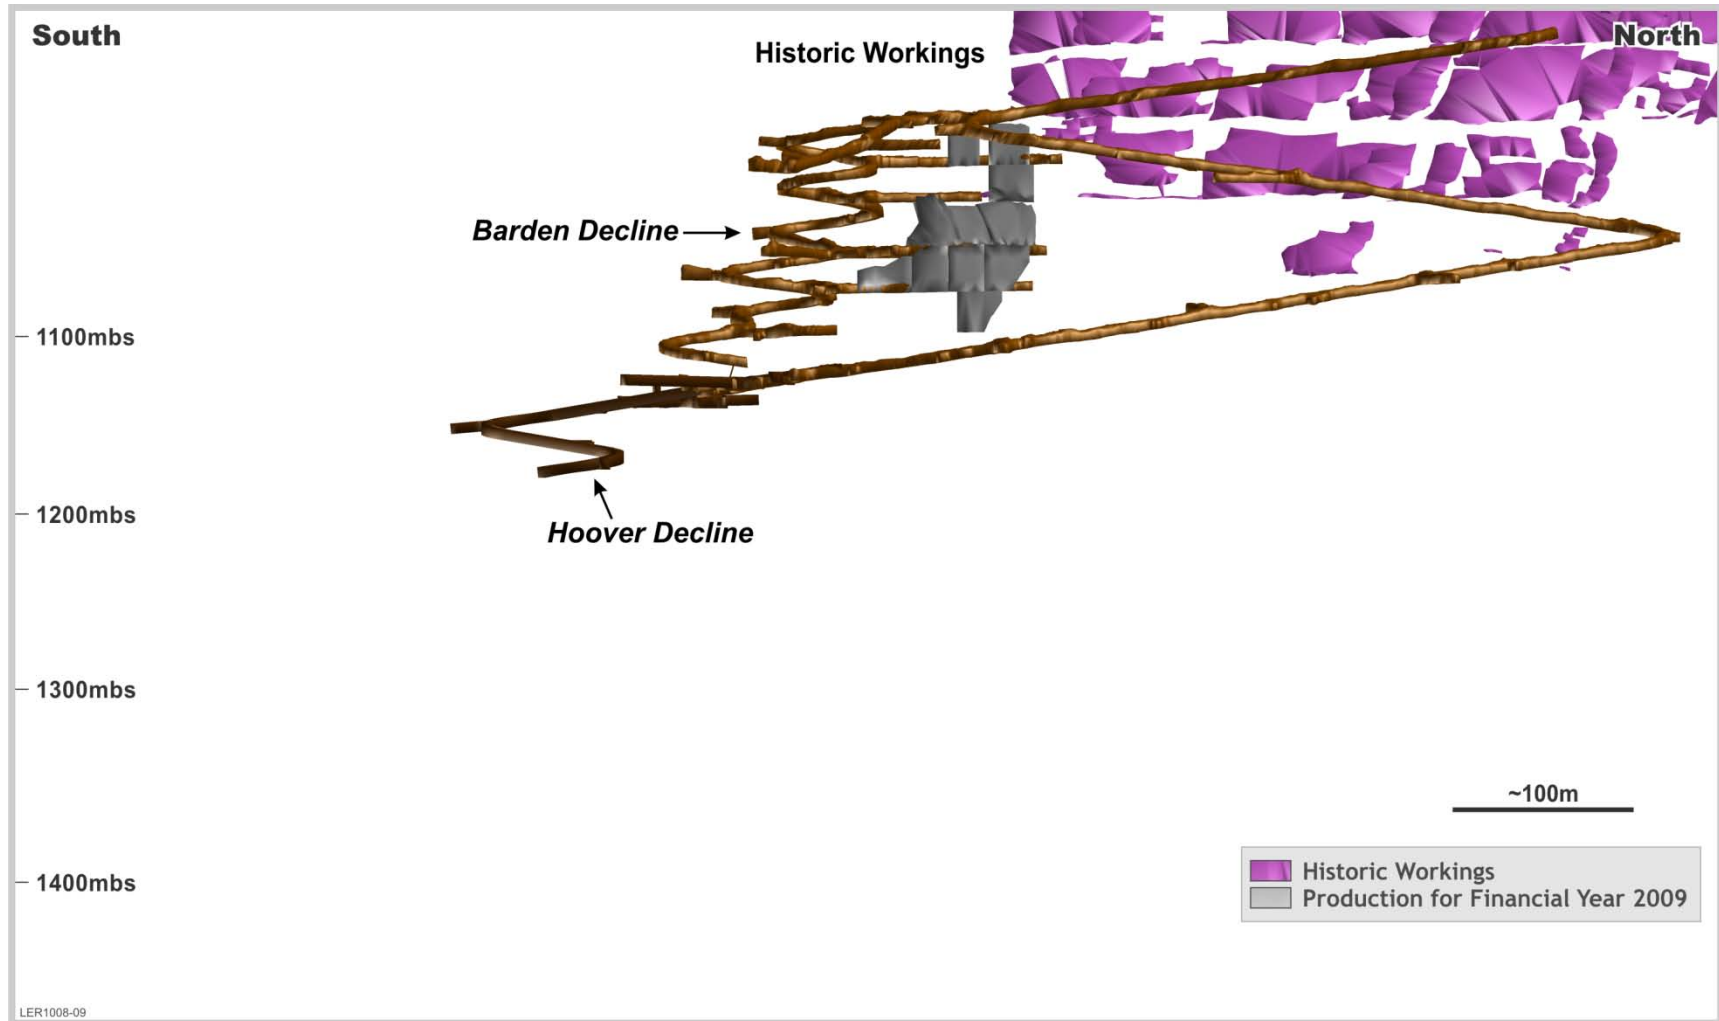 South
North
Historic Workings
Barden Decline
1100mbs
1200mbs
Hoover Decline
1300mbs
~100m
Historic Workings
Production for Financial Year 2009
1400mbs
LER1008-09